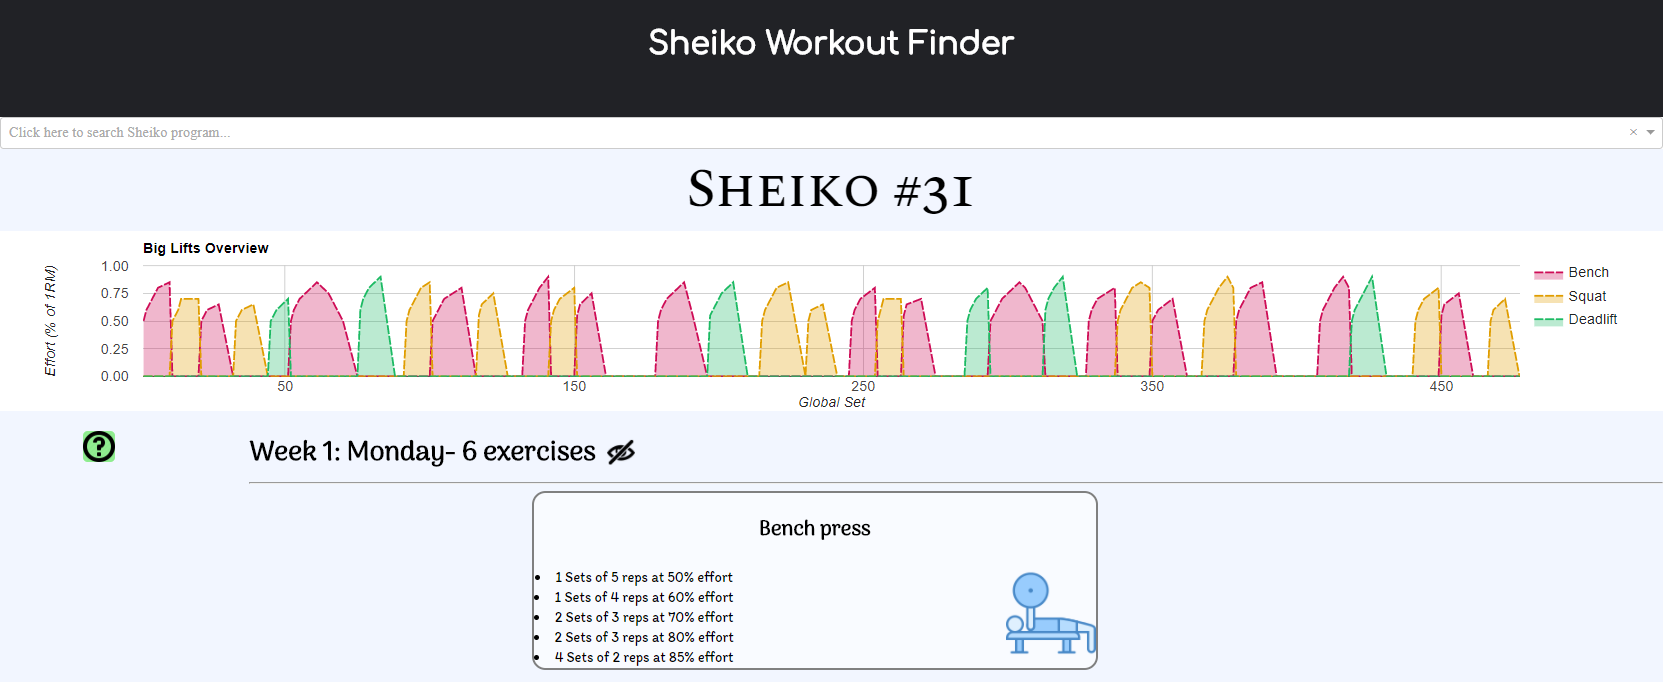 Sheiko Workout Finder
Click here to search Sheiko program...
Sheiko #31
Big Lifts Overview
Effort (% of 1RM)
1.00
0.75
0.50
0.25
0.00
50 150 250 350 450
Global Set
Bench
Squat
Deadlift
Week 1: Monday- 6 exercises
Bench press
1 Sets of 5 reps at 50% effort
1 Sets of 4 reps at 60% effort
2 Sets of 3 reps at 70% effort
2 Sets of 3 reps at 80% effort
4 Sets of 2 reps at 85% effort